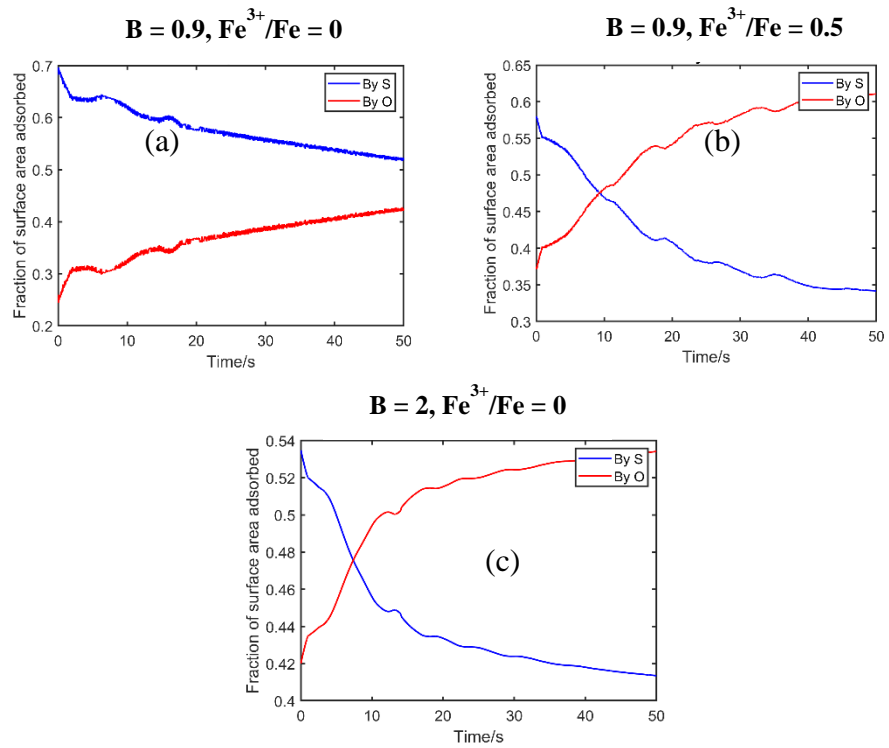 B = 0.9, Fe³⁺/Fe = 0
B = 0.9, Fe³⁺/Fe = 0.5
Fraction of surface area adsorbed
0.7
0.6
0.5
0.4
0.3
0.2
By S
By O
(a)
0
10
20
30
40
50
Time/s
Fraction of surface area adsorbed
0.65
0.6
0.55
0.5
0.45
0.4
0.35
0.3
By S
By O
(b)
0
10
20
30
40
50
Time/s
B = 2, Fe³⁺/Fe = 0
Fraction of surface area adsorbed
0.54
0.52
0.5
0.48
0.46
0.44
0.42
0.4
By S
By O
(c)
0
10
20
30
40
50
Time/s